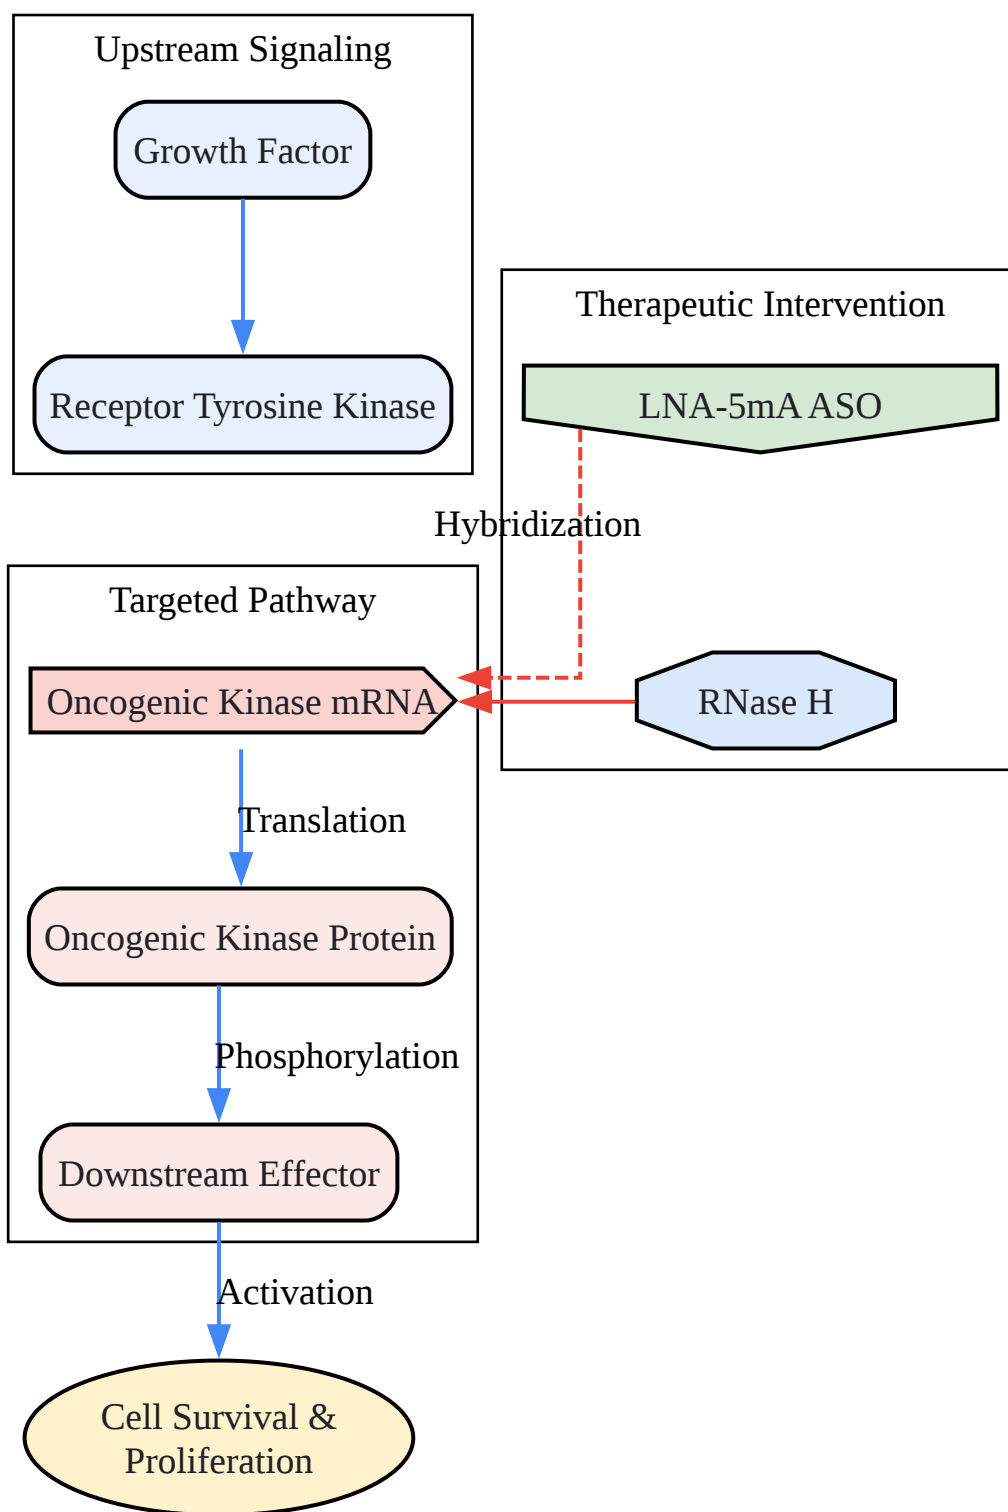 Upstream Signaling
Growth Factor
Receptor Tyrosine Kinase
Therapeutic Intervention
LNA-5mA ASO
Hybridization
Targeted Pathway
Oncogenic Kinase mRNA
RNase H
Translation
Oncogenic Kinase Protein
Phosphorylation
Downstream Effector
Activation
Cell Survival &
Proliferation